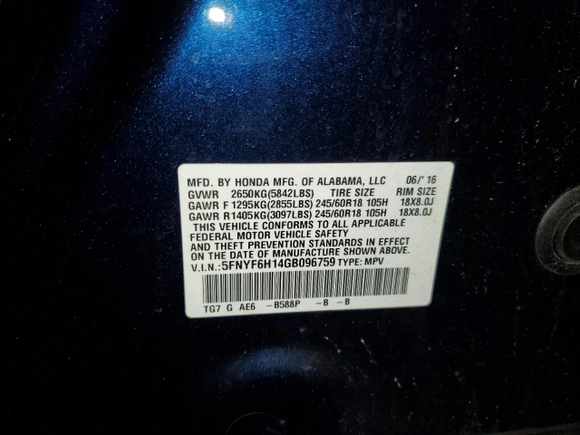 MFD. BY HONDA MFG. OF ALABAMA, LLC 06/'16
GVWR 2650KG(5842LBS) TIRE SIZE RIM SIZE
GAWR F 1295KG(2855LBS) 245/60R18 105H 18X8.0J
GAWR R 1405KG(3097LBS) 245/60R18 105H 18X8.0J
THIS VEHICLE CONFORMS TO ALL APPLICABLE
FEDERAL MOTOR VEHICLE SAFETY
AND THEFT PREVENTION STANDARDS IN EFFECT
ON THE DATE OF MANUFACTURE SHOWN ABOVE.
V.I.N.: 5FNYF6H14GB096759 TYPE: MPV
TG7 G AE6 -B588P -B -B